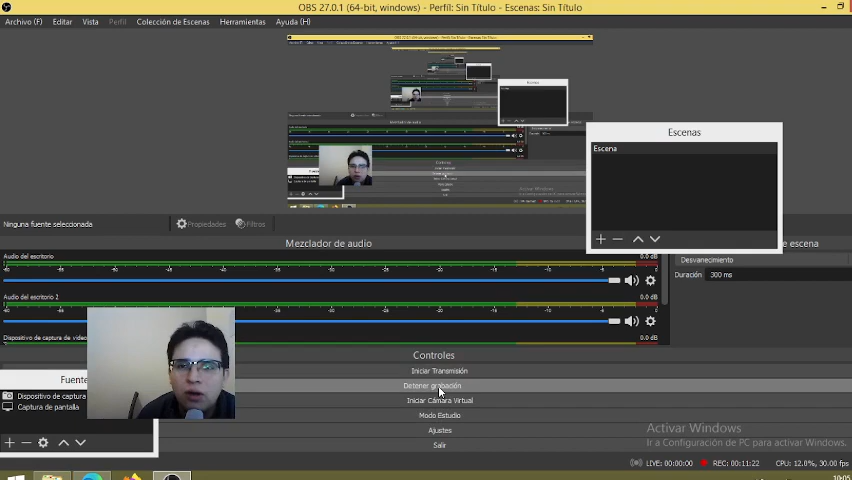 OBS 27.0.1 (64-bit, windows) - Perfil: Sin Título - Escenas: Sin Título
Archivo (F) Editar Vista Perfil Colección de Escenas Herramientas Ayuda (H)
Escenas
Escena
Ninguna fuente seleccionada Propiedades Filtros
Mezclador de audio
e escena
Audio del escritorio 0.0 dB
Desvanecimiento
Duración 300 ms
Audio del escritorio 2 0.0 dB
Dispositivo de captura de video 0.0 dB
Controles
Iniciar Transmisión
Fuente
Detener grabación
Dispositivo de captura
Iniciar Cámara Virtual
Captura de pantalla
Modo Estudio
Ajustes
Salir
Activar Windows
Ir a Configuración de PC para activar Windows.
LIVE: 00:00:00 REC: 00:11:22 CPU: 12.0%, 30.00 fps
10:05